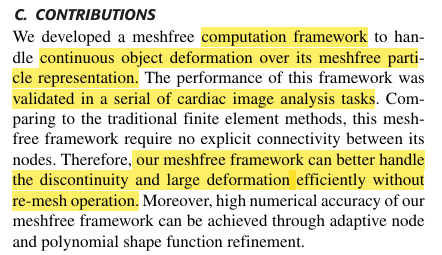 C. CONTRIBUTIONS
We developed a meshfree computation framework to han-
dle continuous object deformation over its meshfree parti-
cle representation. The performance of this framework was
validated in a serial of cardiac image analysis tasks. Com-
paring to the traditional finite element methods, this mesh-
free framework require no explicit connectivity between its
nodes. Therefore, our meshfree framework can better handle
the discontinuity and large deformation efficiently without
re-mesh operation. Moreover, high numerical accuracy of our
meshfree framework can be achieved through adaptive node
and polynomial shape function refinement.